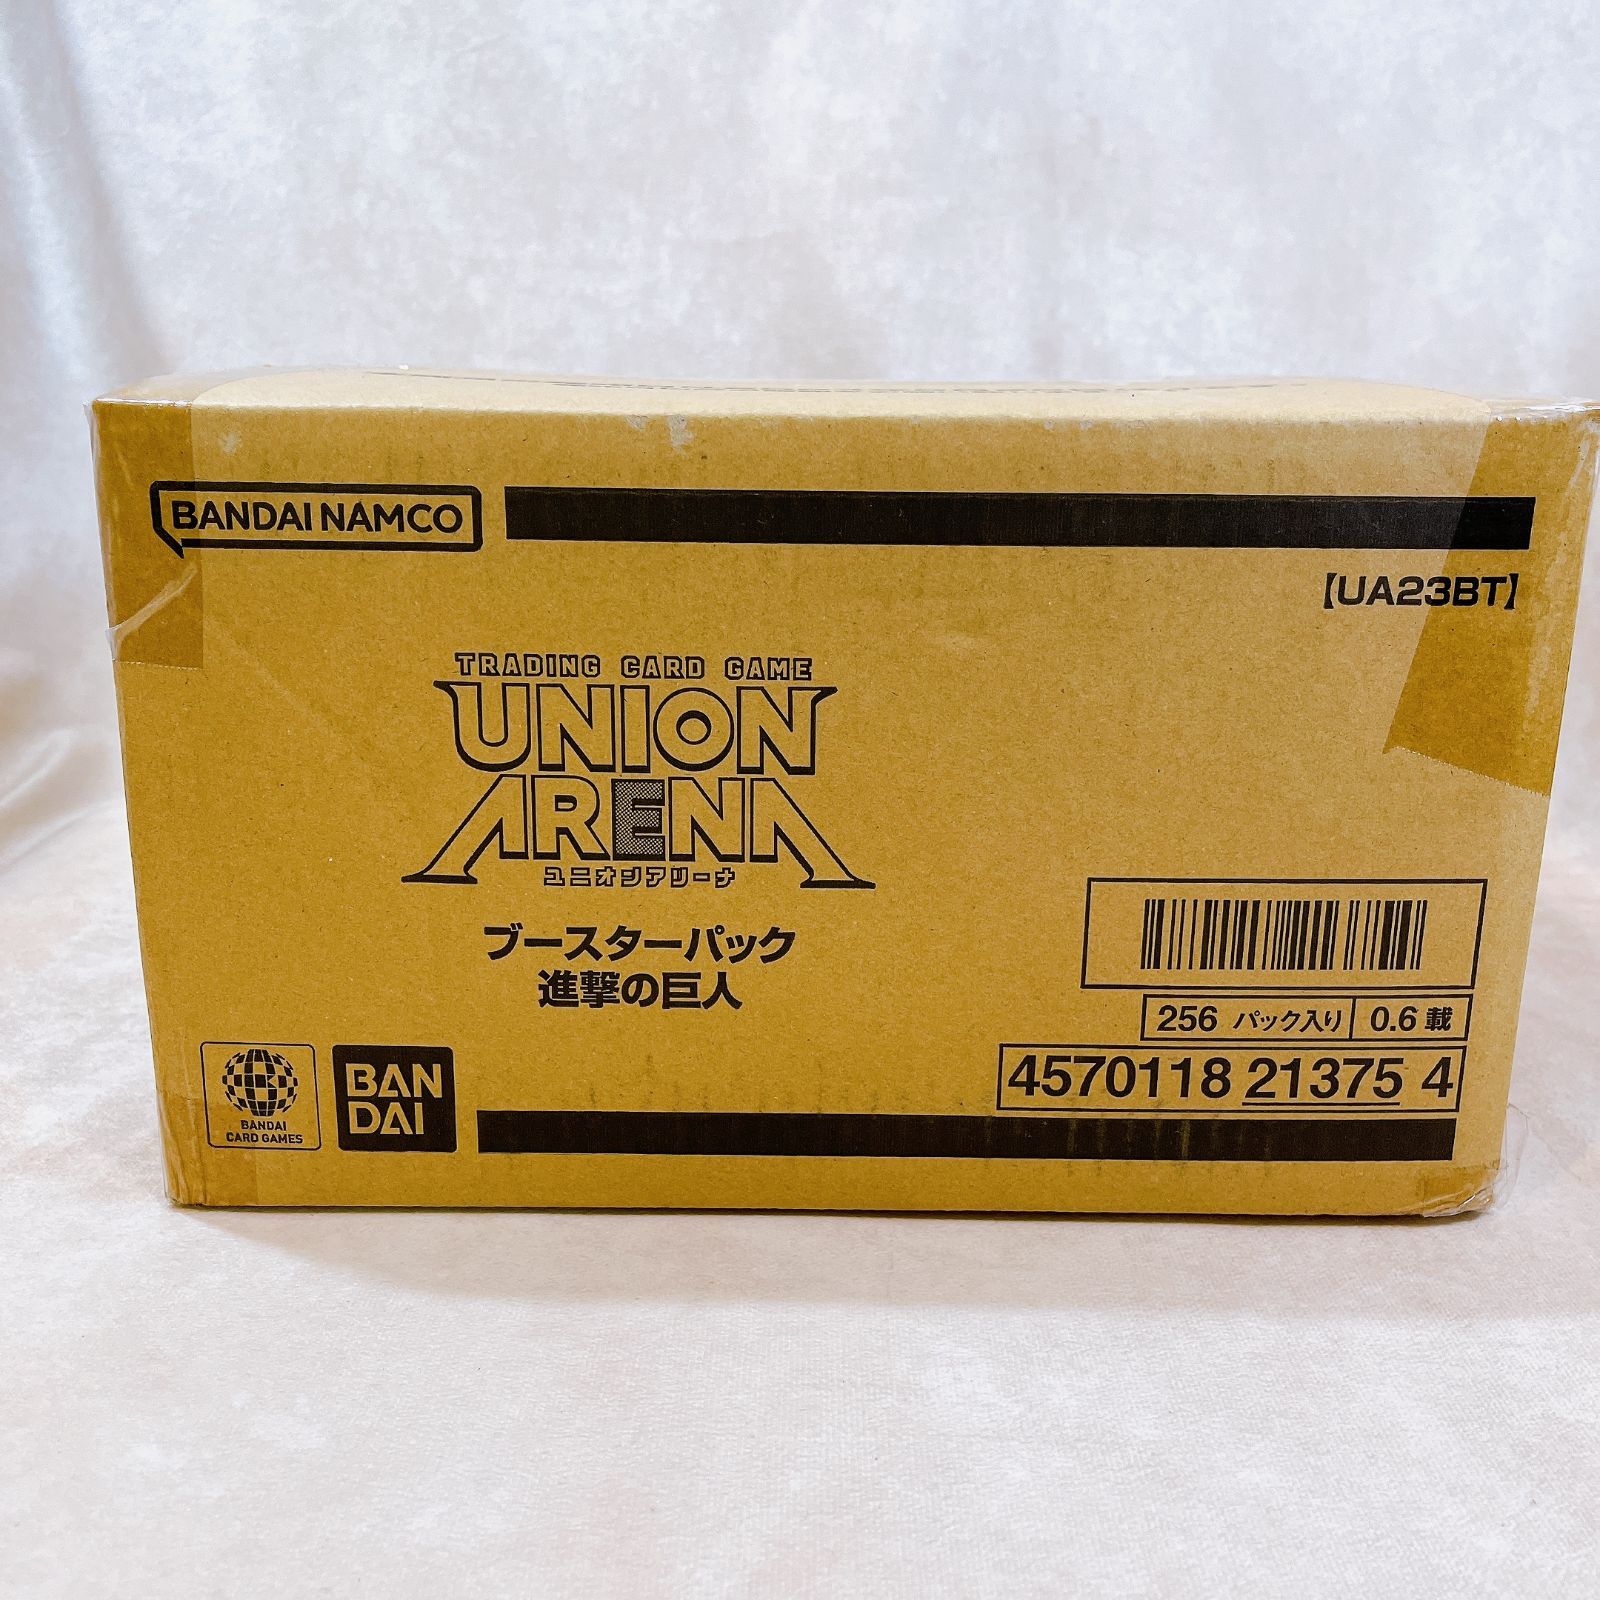 BANDAI NAMCO
【UA23BT】
TRADING CARD GAME
UNION
ARENA
ユニオンアリーナ
ブースターパック
進撃の巨人
256 パック入り
0.6 載
4570118 21375 4
BANDAI
CARD GAMES
BAN
DAI